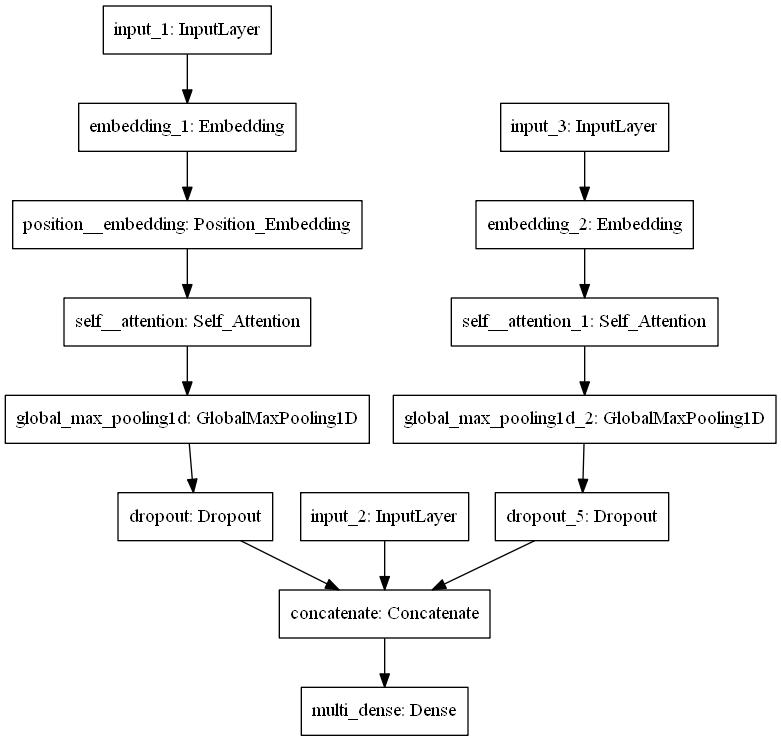 input_1: InputLayer
embedding_1: Embedding
input_3: InputLayer
position__embedding: Position_Embedding
embedding_2: Embedding
self__attention: Self_Attention
self__attention_1: Self_Attention
global_max_pooling1d: GlobalMaxPooling1D
global_max_pooling1d_2: GlobalMaxPooling1D
dropout: Dropout
input_2: InputLayer
dropout_5: Dropout
concatenate: Concatenate
multi_dense: Dense